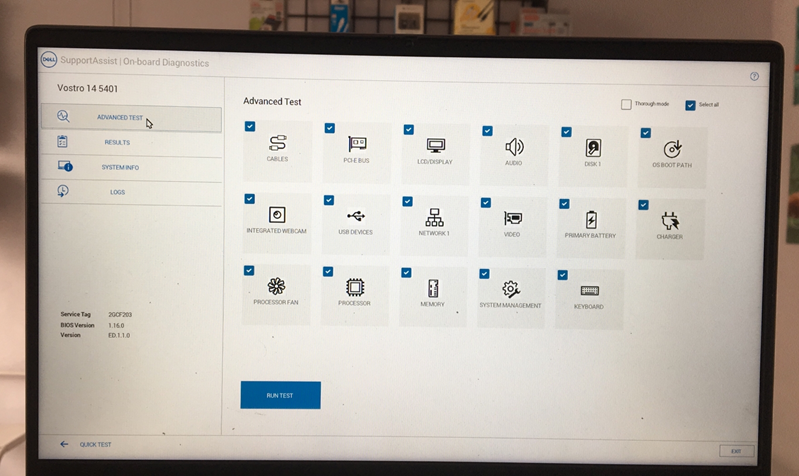 DELL SupportAssist | On-board Diagnostics
Vostro 14 5401
ADVANCED TEST
RESULTS
SYSTEM INFO
LOGS
Service Tag 2GCF203
BIOS Version 1.16.0
Version ED.1.1.0
QUICK TEST
Advanced Test
Thorough mode
Select all
CABLES
PCI-E BUS
LCD/DISPLAY
AUDIO
DISK 1
OS BOOT PATH
INTEGRATED WEBCAM
USB DEVICES
NETWORK 1
VIDEO
PRIMARY BATTERY
CHARGER
PROCESSOR FAN
PROCESSOR
MEMORY
SYSTEM MANAGEMENT
KEYBOARD
RUN TEST
EXIT